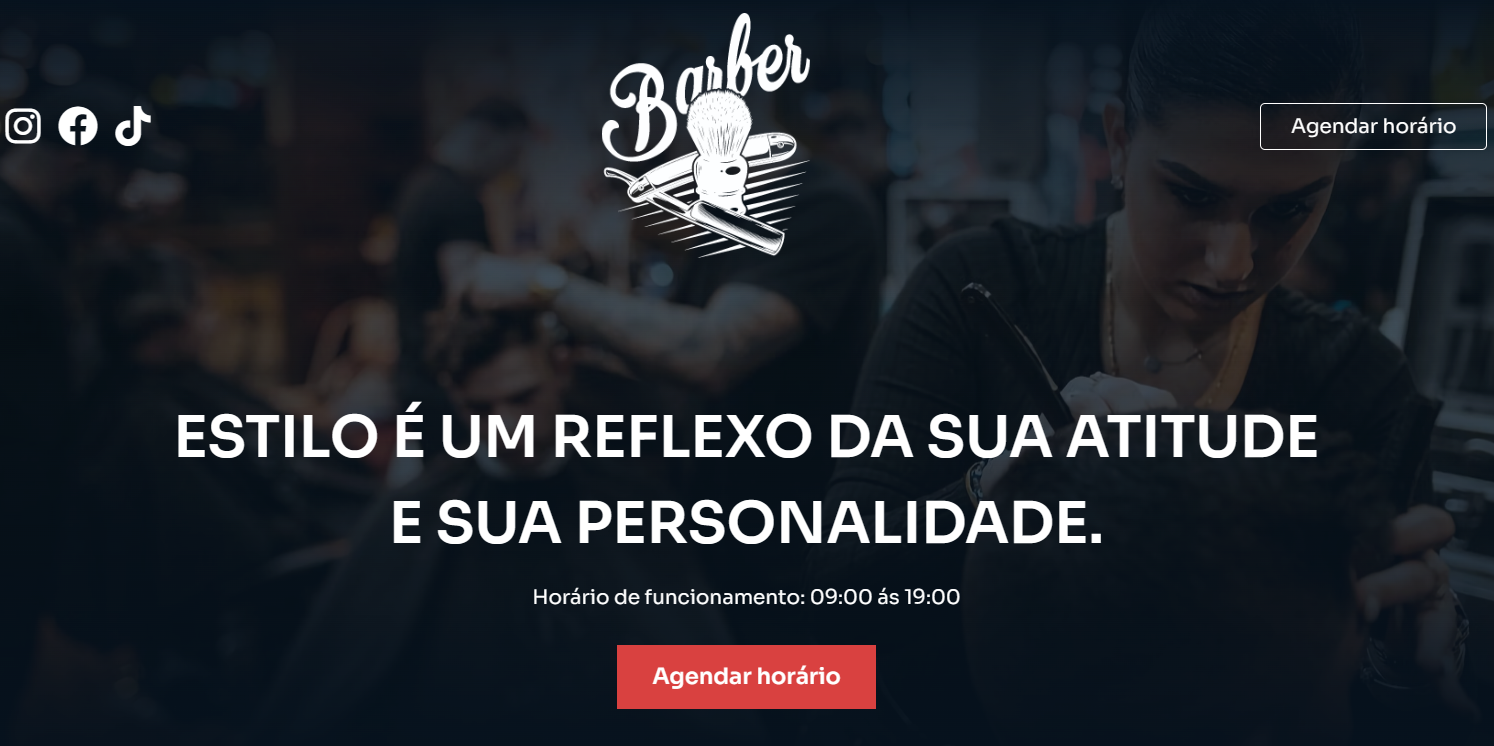 Barber
Agendar horário
ESTILO É UM REFLEXO DA SUA ATITUDE
E SUA PERSONALIDADE.
Horário de funcionamento: 09:00 ás 19:00
Agendar horário